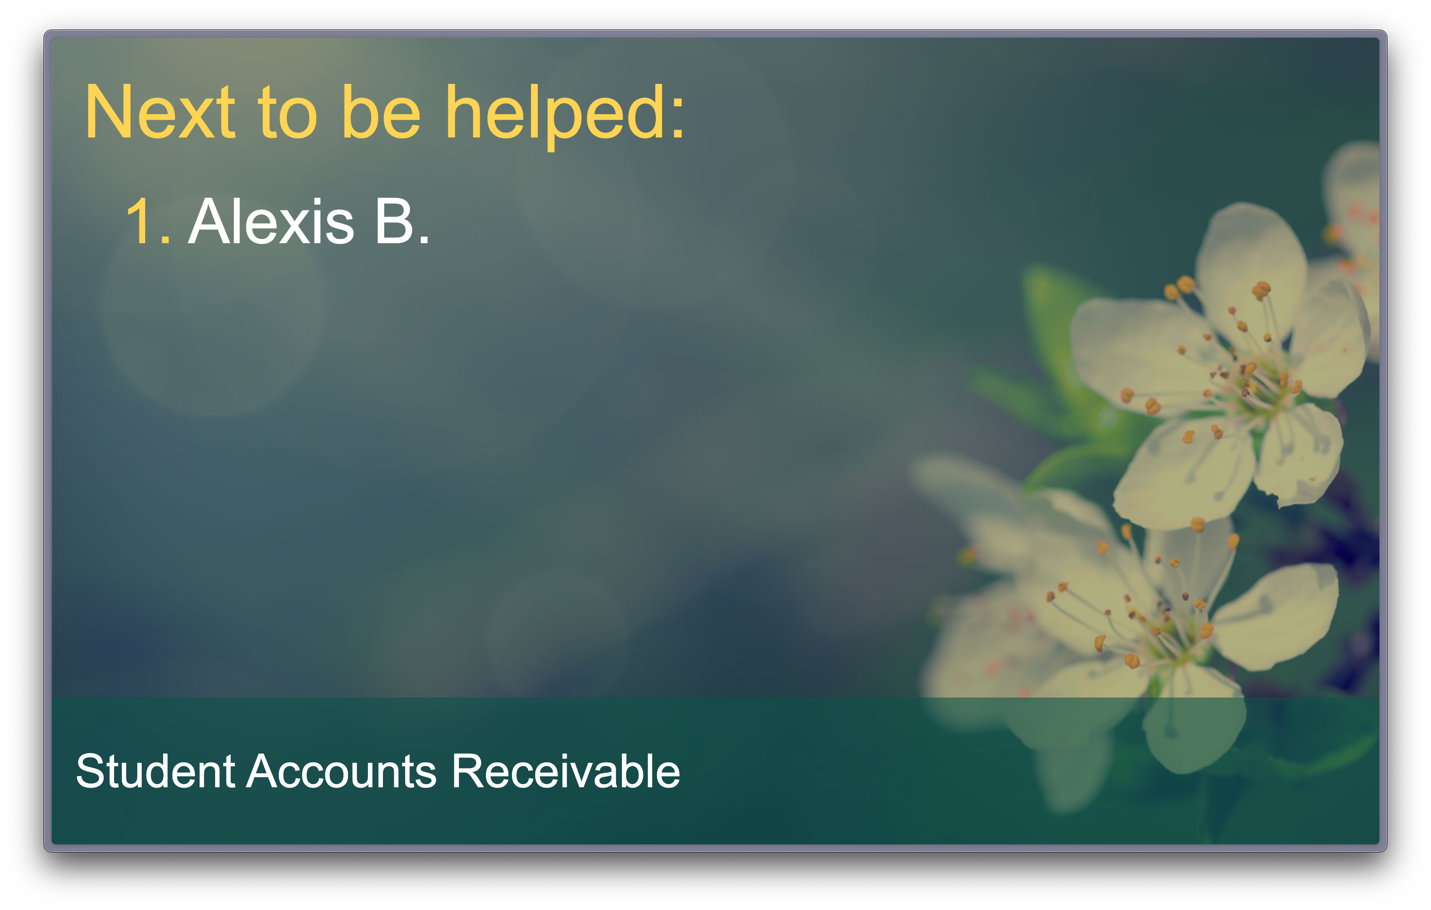 Next to be helped:
1. Alexis B.
Student Accounts Receivable